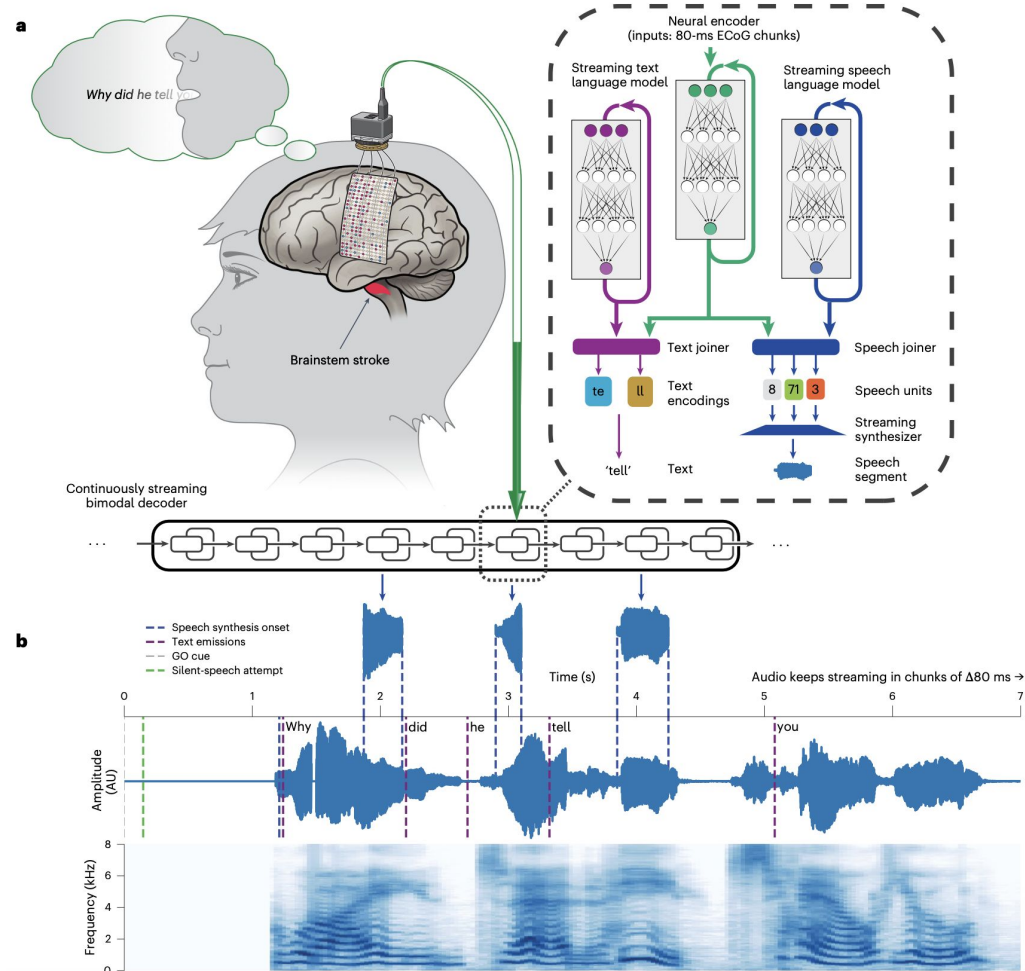 a
Neural encoder
(inputs: 80-ms ECoG chunks)
Streaming text
language model
Streaming speech
language model
Why did he tell yo
Brainstem stroke
Text joiner
Speech joiner
te
ll
Text
encodings
8
71
3
Speech units
Streaming
synthesizer
'tell'
Text
Speech
segment
Continuously streaming
bimodal decoder
...
...
b
Speech synthesis onset
Text emissions
GO cue
Silent-speech attempt
Time (s)
Audio keeps streaming in chunks of Δ80 ms →
0 1 2 3 4 5 6 7
Why did he tell you
Amplitude
(AU)
8
6
4
2
0
Frequency (kHz)